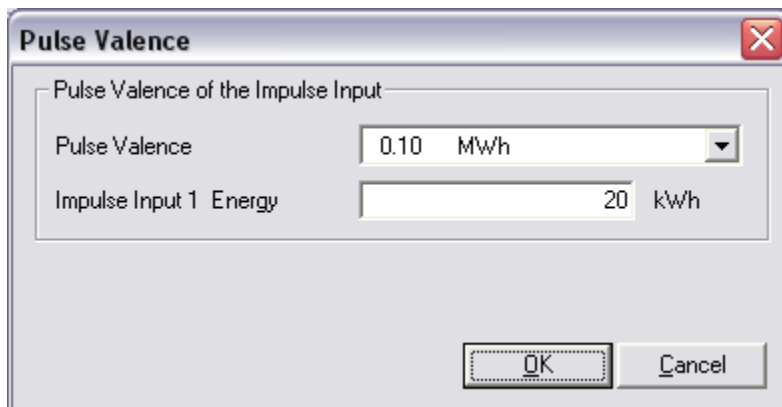 Pulse Valence
Pulse Valence of the Impulse Input
Pulse Valence 0.10 MWh
Impulse Input 1 Energy 20 kWh
OK Cancel